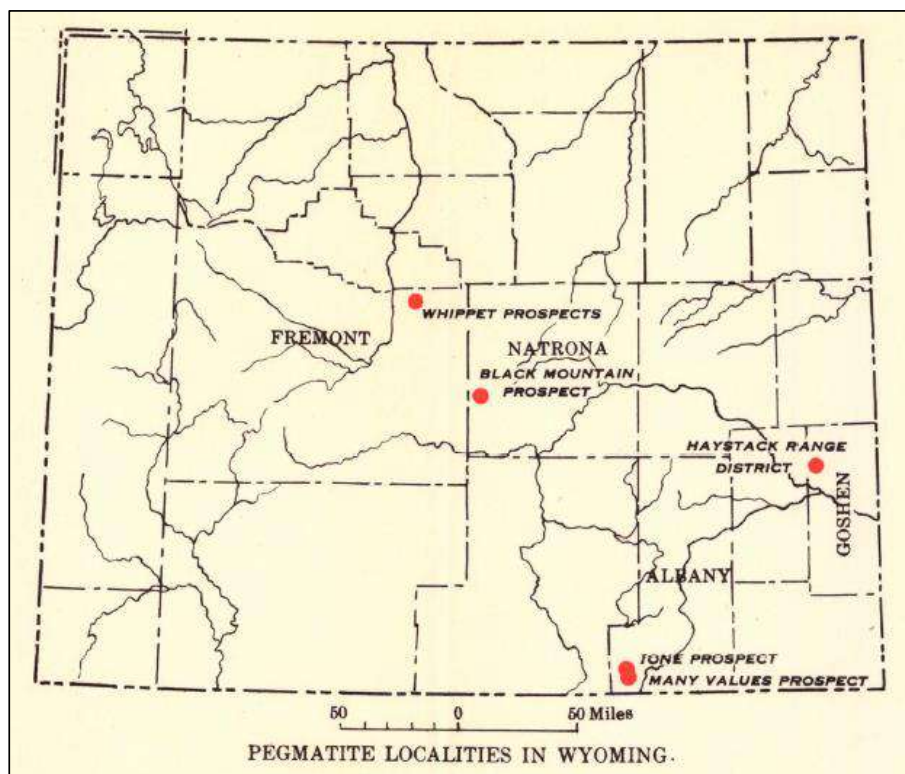 WHIPPET PROSPECTS
FREMONT
NATRONA
BLACK MOUNTAIN
PROSPECT
HAYSTACK RANGE
DISTRICT
GOSHEN
ALBANY
IONE PROSPECT
MANY VALUES PROSPECT
50 0 50 Miles
PEGMATITE LOCALITIES IN WYOMING.